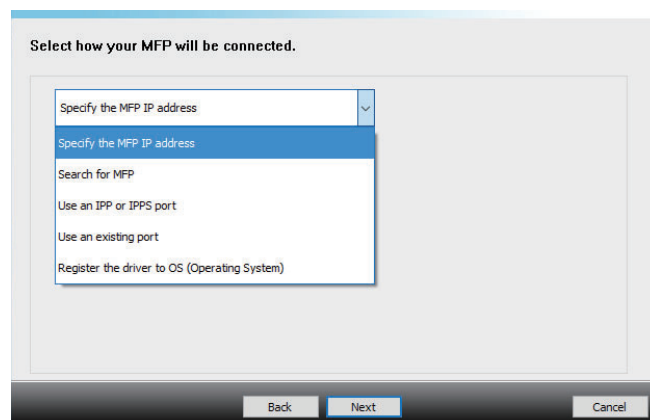 Select how your MFP will be connected.
Specify the MFP IP address
Specify the MFP IP address
Search for MFP
Use an IPP or IPPS port
Use an existing port
Register the driver to OS (Operating System)
Back Next Cancel